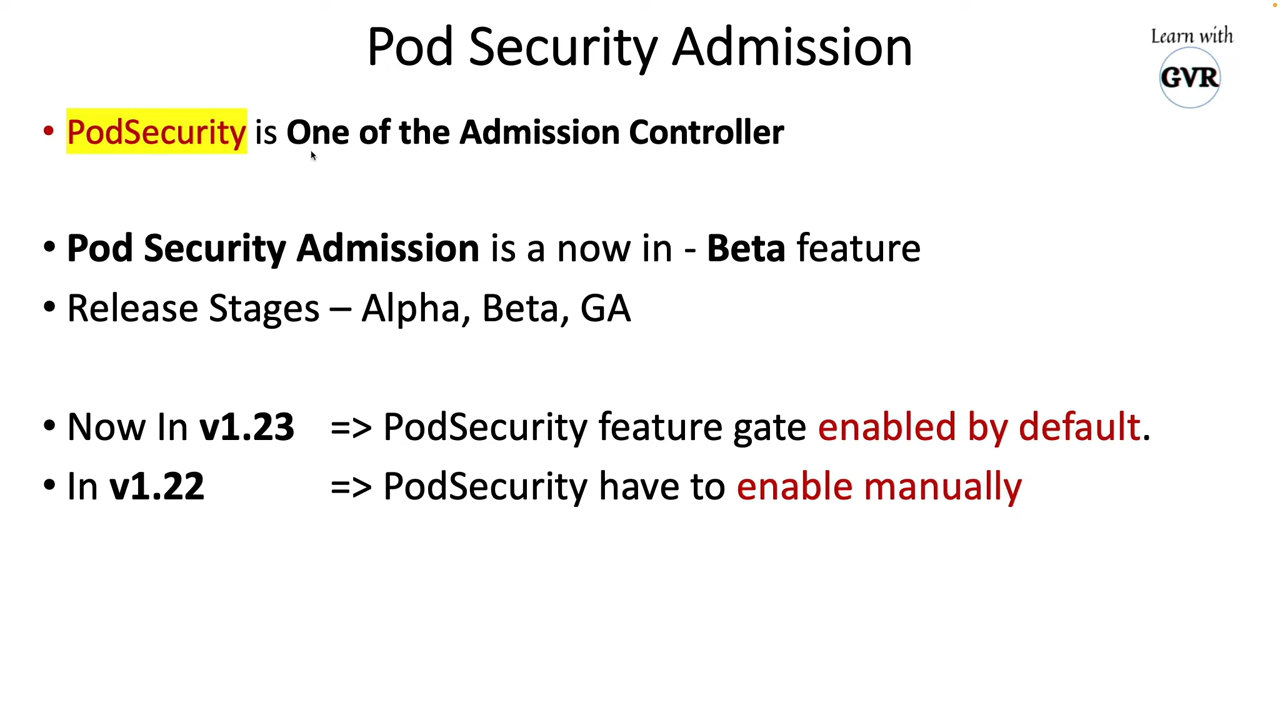 Pod Security Admission
Learn with
GVR
• PodSecurity is One of the Admission Controller
• Pod Security Admission is a now in - Beta feature
• Release Stages – Alpha, Beta, GA
• Now In v1.23 => PodSecurity feature gate enabled by default.
• In v1.22 => PodSecurity have to enable manually